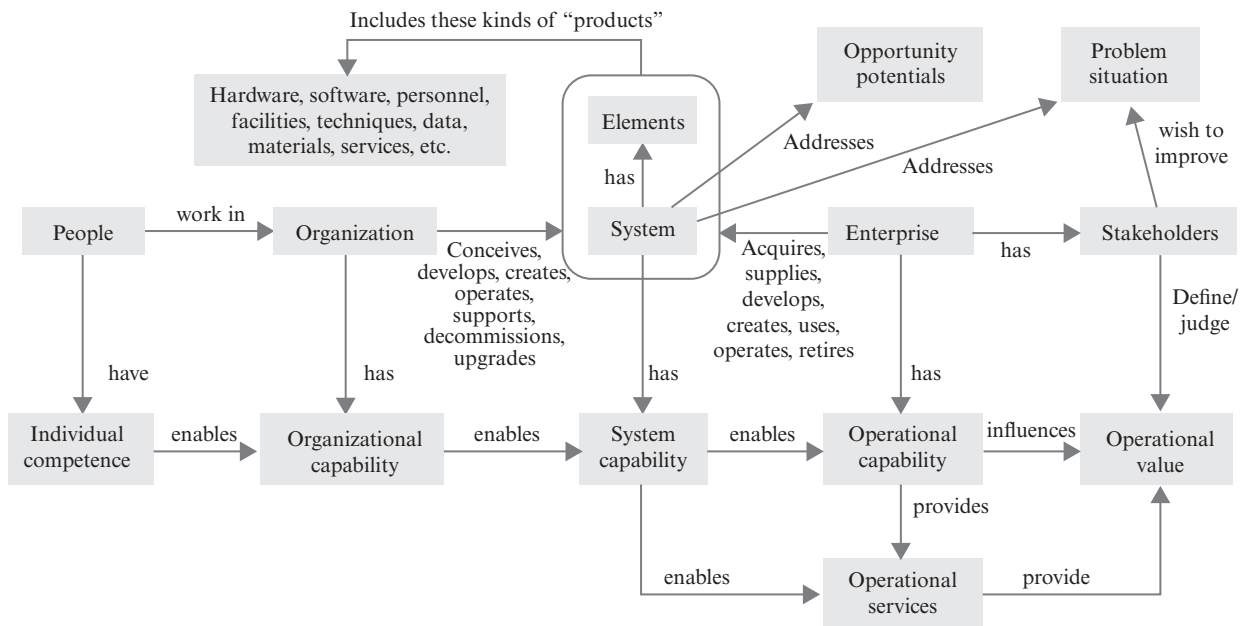 Includes these kinds of “products”
Opportunity
potentials
Problem
situation
Hardware, software, personnel,
facilities, techniques, data,
materials, services, etc.
Elements
has
Addresses
Addresses
wish to
improve
People
work in
Organization
Conceives,
develops, creates,
operates,
supports,
decommissions,
upgrades
System
Acquires,
supplies,
develops,
creates, uses,
operates, retires
Enterprise
has
Stakeholders
Define/
judge
have
has
has
has
Individual
competence
enables
Organizational
capability
enables
System
capability
enables
Operational
capability
influences
Operational
value
provides
enables
Operational
services
provide